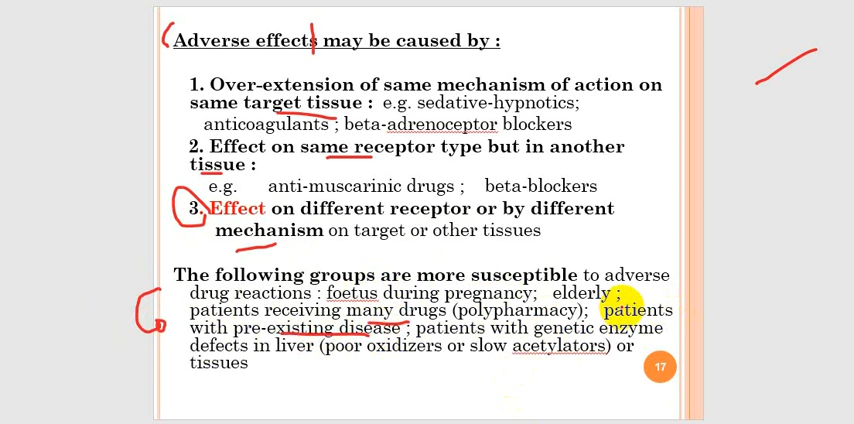 Adverse effects may be caused by :
1. Over-extension of same mechanism of action on
same target tissue : e.g. sedative-hypnotics;
anticoagulants ; beta-adrenoceptor blockers
2. Effect on same receptor type but in another
tissue :
e.g. anti-muscarinic drugs ; beta-blockers
3. Effect on different receptor or by different
mechanism on target or other tissues
The following groups are more susceptible to adverse
drug reactions : foetus during pregnancy; elderly ;
patients receiving many drugs (polypharmacy); patients
with pre-existing disease ; patients with genetic enzyme
defects in liver (poor oxidizers or slow acetylators) or
tissues
17